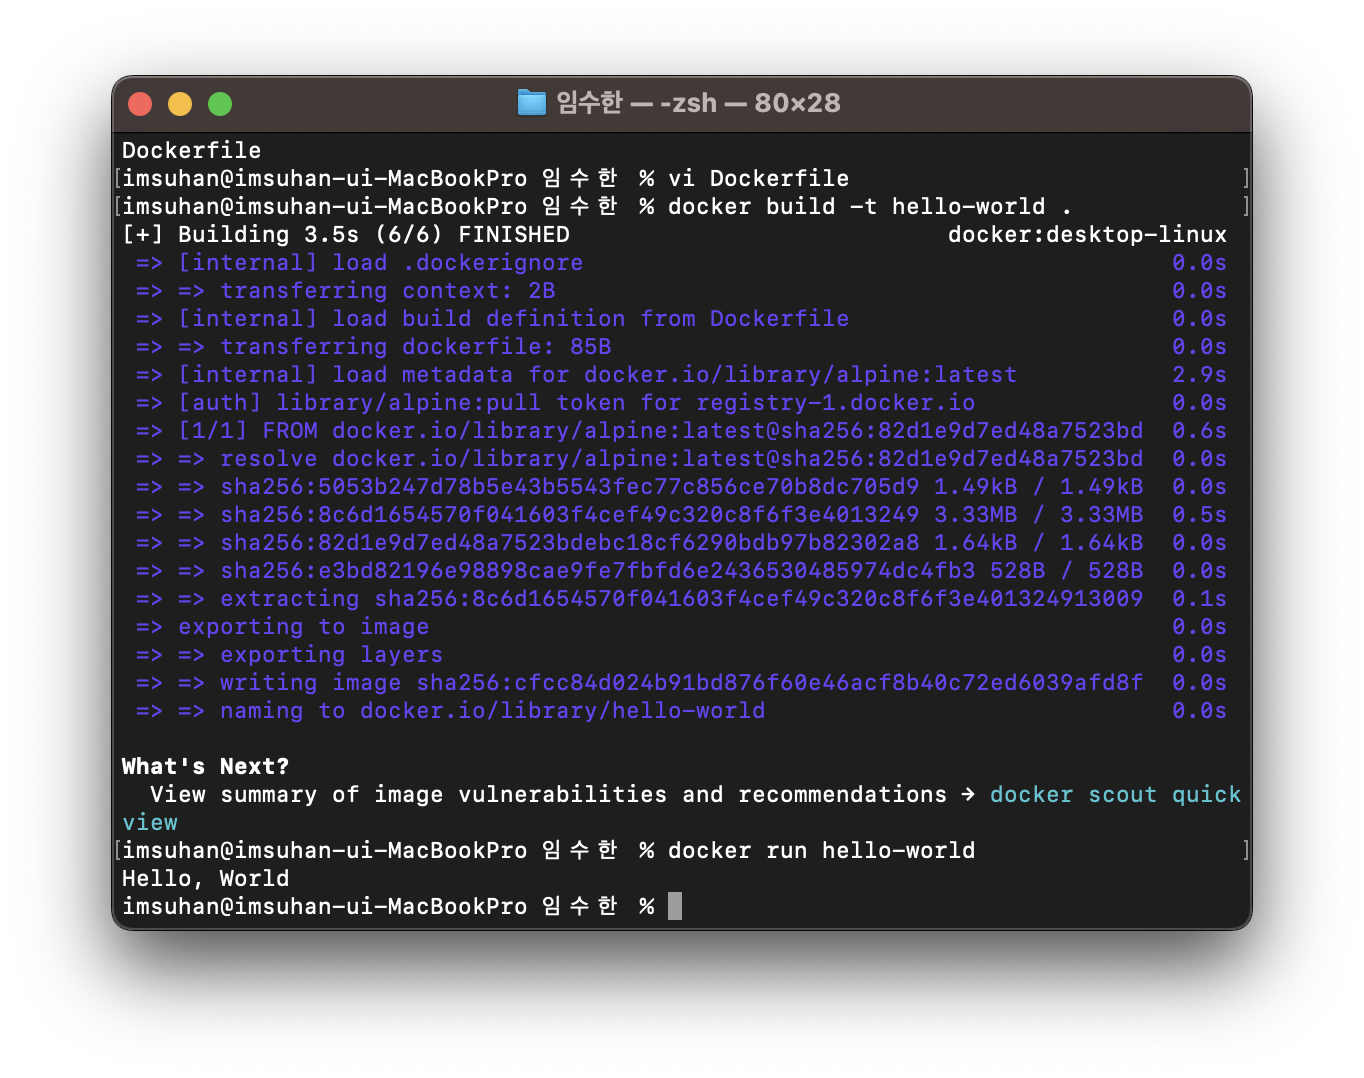 임수한 — -zsh — 80×28
Dockerfile
[imsuhan@imsuhan-ui-MacBookPro 임수한 % vi Dockerfile ]
[imsuhan@imsuhan-ui-MacBookPro 임수한 % docker build -t hello-world . ]
[+] Building 3.5s (6/6) FINISHED docker:desktop-linux
=> [internal] load .dockerignore 0.0s
=> => transferring context: 2B 0.0s
=> [internal] load build definition from Dockerfile 0.0s
=> => transferring dockerfile: 85B 0.0s
=> [internal] load metadata for docker.io/library/alpine:latest 2.9s
=> [auth] library/alpine:pull token for registry-1.docker.io 0.0s
=> [1/1] FROM docker.io/library/alpine:latest@sha256:82d1e9d7ed48a7523bd 0.6s
=> => resolve docker.io/library/alpine:latest@sha256:82d1e9d7ed48a7523bd 0.0s
=> => sha256:5053b247d78b5e43b5543fec77c856ce70b8dc705d9 1.49kB / 1.49kB 0.0s
=> => sha256:8c6d1654570f041603f4cef49c320c8f6f3e4013249 3.33MB / 3.33MB 0.5s
=> => sha256:82d1e9d7ed48a7523bdebc18cf6290bdb97b82302a8 1.64kB / 1.64kB 0.0s
=> => sha256:e3bd82196e98898cae9fe7fbfd6e2436530485974dc4fb3 528B / 528B 0.0s
=> => extracting sha256:8c6d1654570f041603f4cef49c320c8f6f3e401324913009 0.1s
=> exporting to image 0.0s
=> => exporting layers 0.0s
=> => writing image sha256:cfcc84d024b91bd876f60e46acf8b40c72ed6039afd8f 0.0s
=> => naming to docker.io/library/hello-world 0.0s
What's Next?
View summary of image vulnerabilities and recommendations → docker scout quick
view
[imsuhan@imsuhan-ui-MacBookPro 임수한 % docker run hello-world ]
Hello, World
imsuhan@imsuhan-ui-MacBookPro 임수한 %